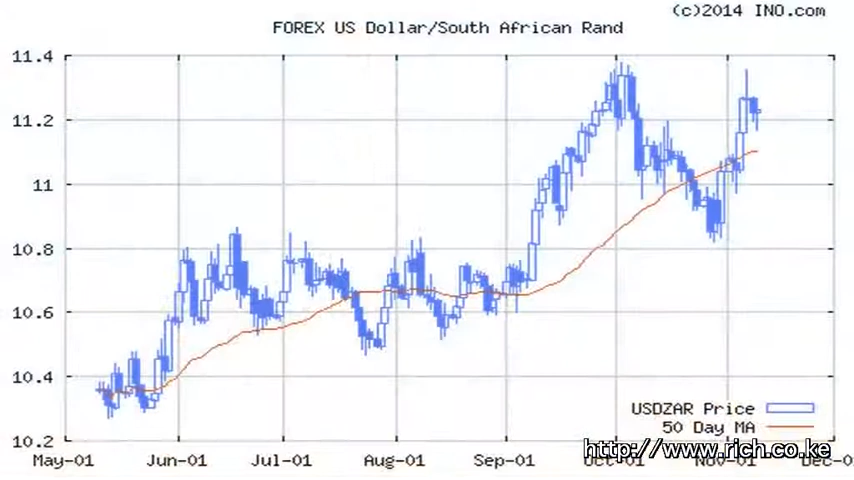 (c)2014 INO.com
FOREX US Dollar/South African Rand
11.4
11.2
11
10.8
10.6
10.4
10.2
USDZAR Price
50 Day MA
http://www.rich.co.ke
May-01 Jun-01 Jul-01 Aug-01 Sep-01 Oct-01 Nov-01 Dec-0